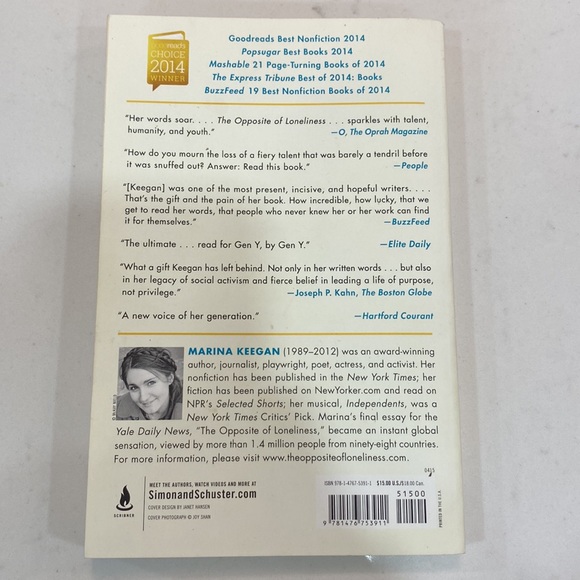 Goodreads Best Nonfiction 2014
Popsugar Best Books 2014
Mashable 21 Page-Turning Books of 2014
The Express Tribune Best of 2014: Books
BuzzFeed 19 Best Nonfiction Books of 2014
CHOICE
2014
WINNER
"Her words soar. . . . The Opposite of Loneliness . . . sparkles with talent,
humanity, and youth." —O, The Oprah Magazine
"How do you mourn the loss of a fiery talent that was barely a tendril before
it was snuffed out? Answer: Read this book." —People
"[Keegan] was one of the most present, incisive, and hopeful writers. . . .
That's the gift and the pain of her book. How incredible, how lucky, that we
get to read her words, that people who never knew her or her work can find
it for themselves." —BuzzFeed
"The ultimate . . . read for Gen Y, by Gen Y." —Elite Daily
"What a gift Keegan has left behind. Not only in her written words . . . but also
in her legacy of social activism and fierce belief in leading a life of purpose,
not privilege." —Joseph P. Kahn, The Boston Globe
"A new voice of her generation." —Hartford Courant
MARINA KEEGAN (1989–2012) was an award-winning
author, journalist, playwright, poet, actress, and activist. Her
nonfiction has been published in the New York Times; her
fiction has been published on NewYorker.com and read on
NPR's Selected Shorts; her musical, Independents, was a
New York Times Critics' Pick. Marina's final essay for the
Yale Daily News, "The Opposite of Loneliness," became an instant global
sensation, viewed by more than 1.4 million people from ninety-eight countries.
For more information, please visit www.theoppositeofloneliness.com.
0415
MEET THE AUTHORS, WATCH VIDEOS AND MORE AT
SimonandSchuster.com
COVER DESIGN BY JANET HANSEN
COVER PHOTOGRAPH © JOY SHAN
SCRIBNER
ISBN 978-1-4767-5391-1 $15.00 U.S./$18.00 Can.
51500
9 781476 753911
PRINTED IN THE U.S.A.